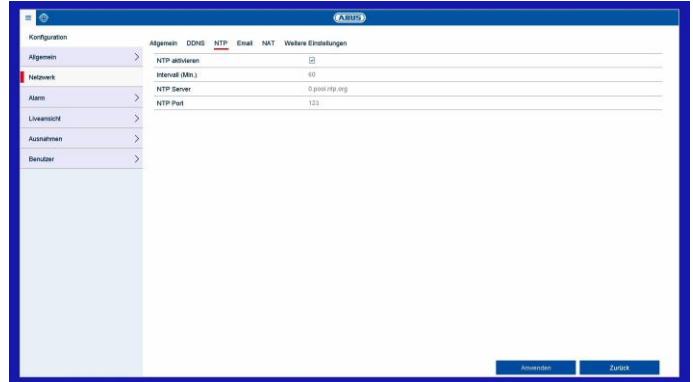 ABUS
Konfiguration
Allgemein
Netzwerk
Alarm
Liveansicht
Ausnahmen
Benutzer
Allgemein DDNS NTP Email NAT Weitere Einstellungen
NTP aktivieren
Intervall (Min.) 60
NTP Server 0.pool.ntp.org
NTP Port 123
Anwenden Zurück